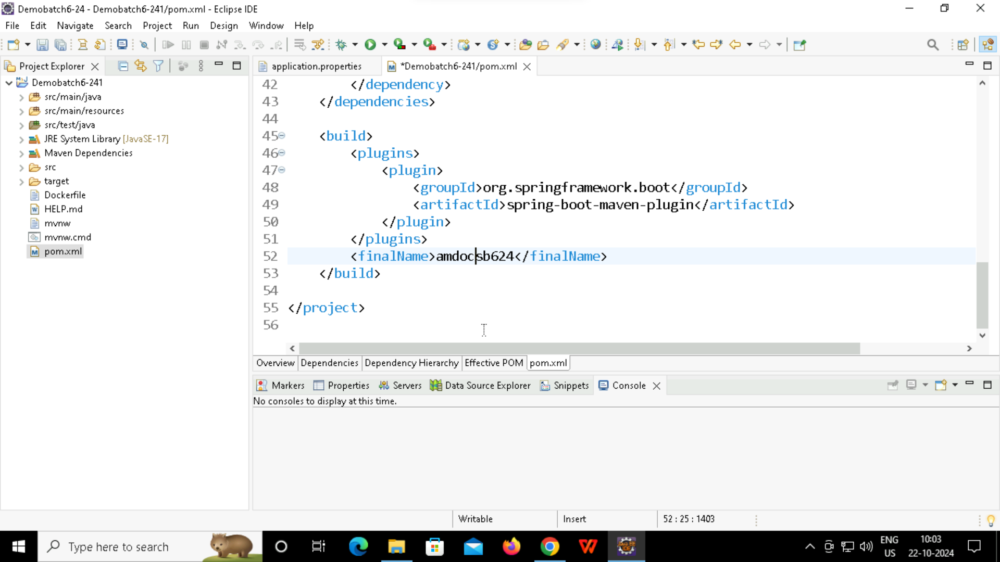 Demobatch6-24 - Demobatch6-241/pom.xml - Eclipse IDE
File Edit Navigate Search Project Run Design Window Help
Project Explorer
application.properties
*Demobatch6-241/pom.xml
Demobatch6-241
src/main/java
src/main/resources
src/test/java
JRE System Library [JavaSE-17]
Maven Dependencies
src
target
Dockerfile
HELP.md
mvnw
mvnw.cmd
pom.xml
42 </dependency>
43 </dependencies>
44
45 <build>
46 <plugins>
47 <plugin>
48 <groupId>org.springframework.boot</groupId>
49 <artifactId>spring-boot-maven-plugin</artifactId>
50 </plugin>
51 </plugins>
52 <finalName>amdocsb624</finalName>
53 </build>
54
55 </project>
56
Overview Dependencies Dependency Hierarchy Effective POM pom.xml
Markers Properties Servers Data Source Explorer Snippets Console
No consoles to display at this time.
Writable Insert 52 : 25 : 1403
Type here to search
ENG
US
10:03
22-10-2024